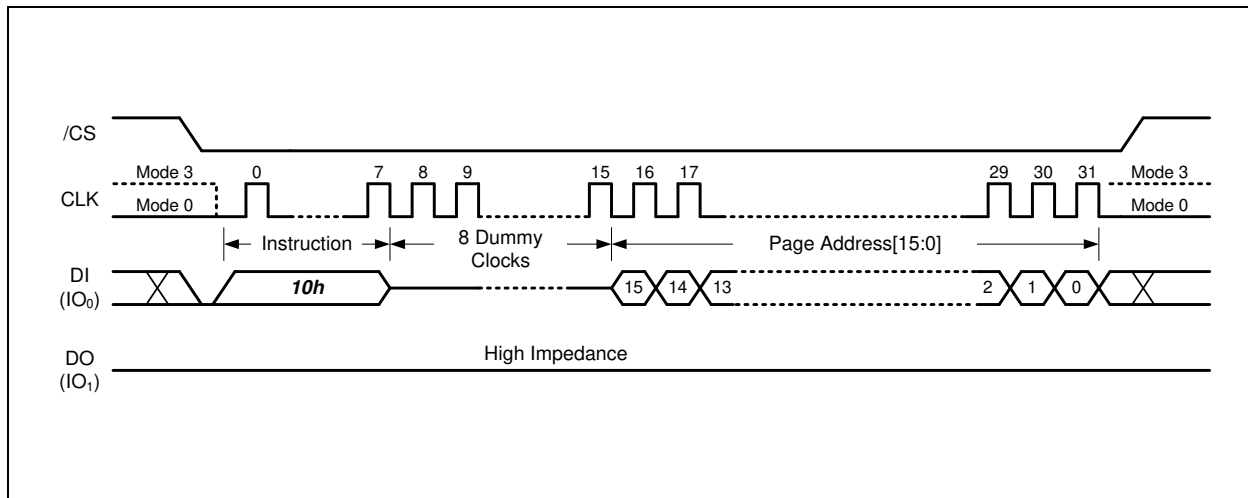 /CS
Mode 3 0 7 8 9 15 16 17 29 30 31 Mode 3
CLK
Mode 0 Mode 0
Instruction 8 Dummy Page Address[15:0]
Clocks
DI
(IO₀)
10h 15 14 13 2 1 0
High Impedance
DO
(IO₁)